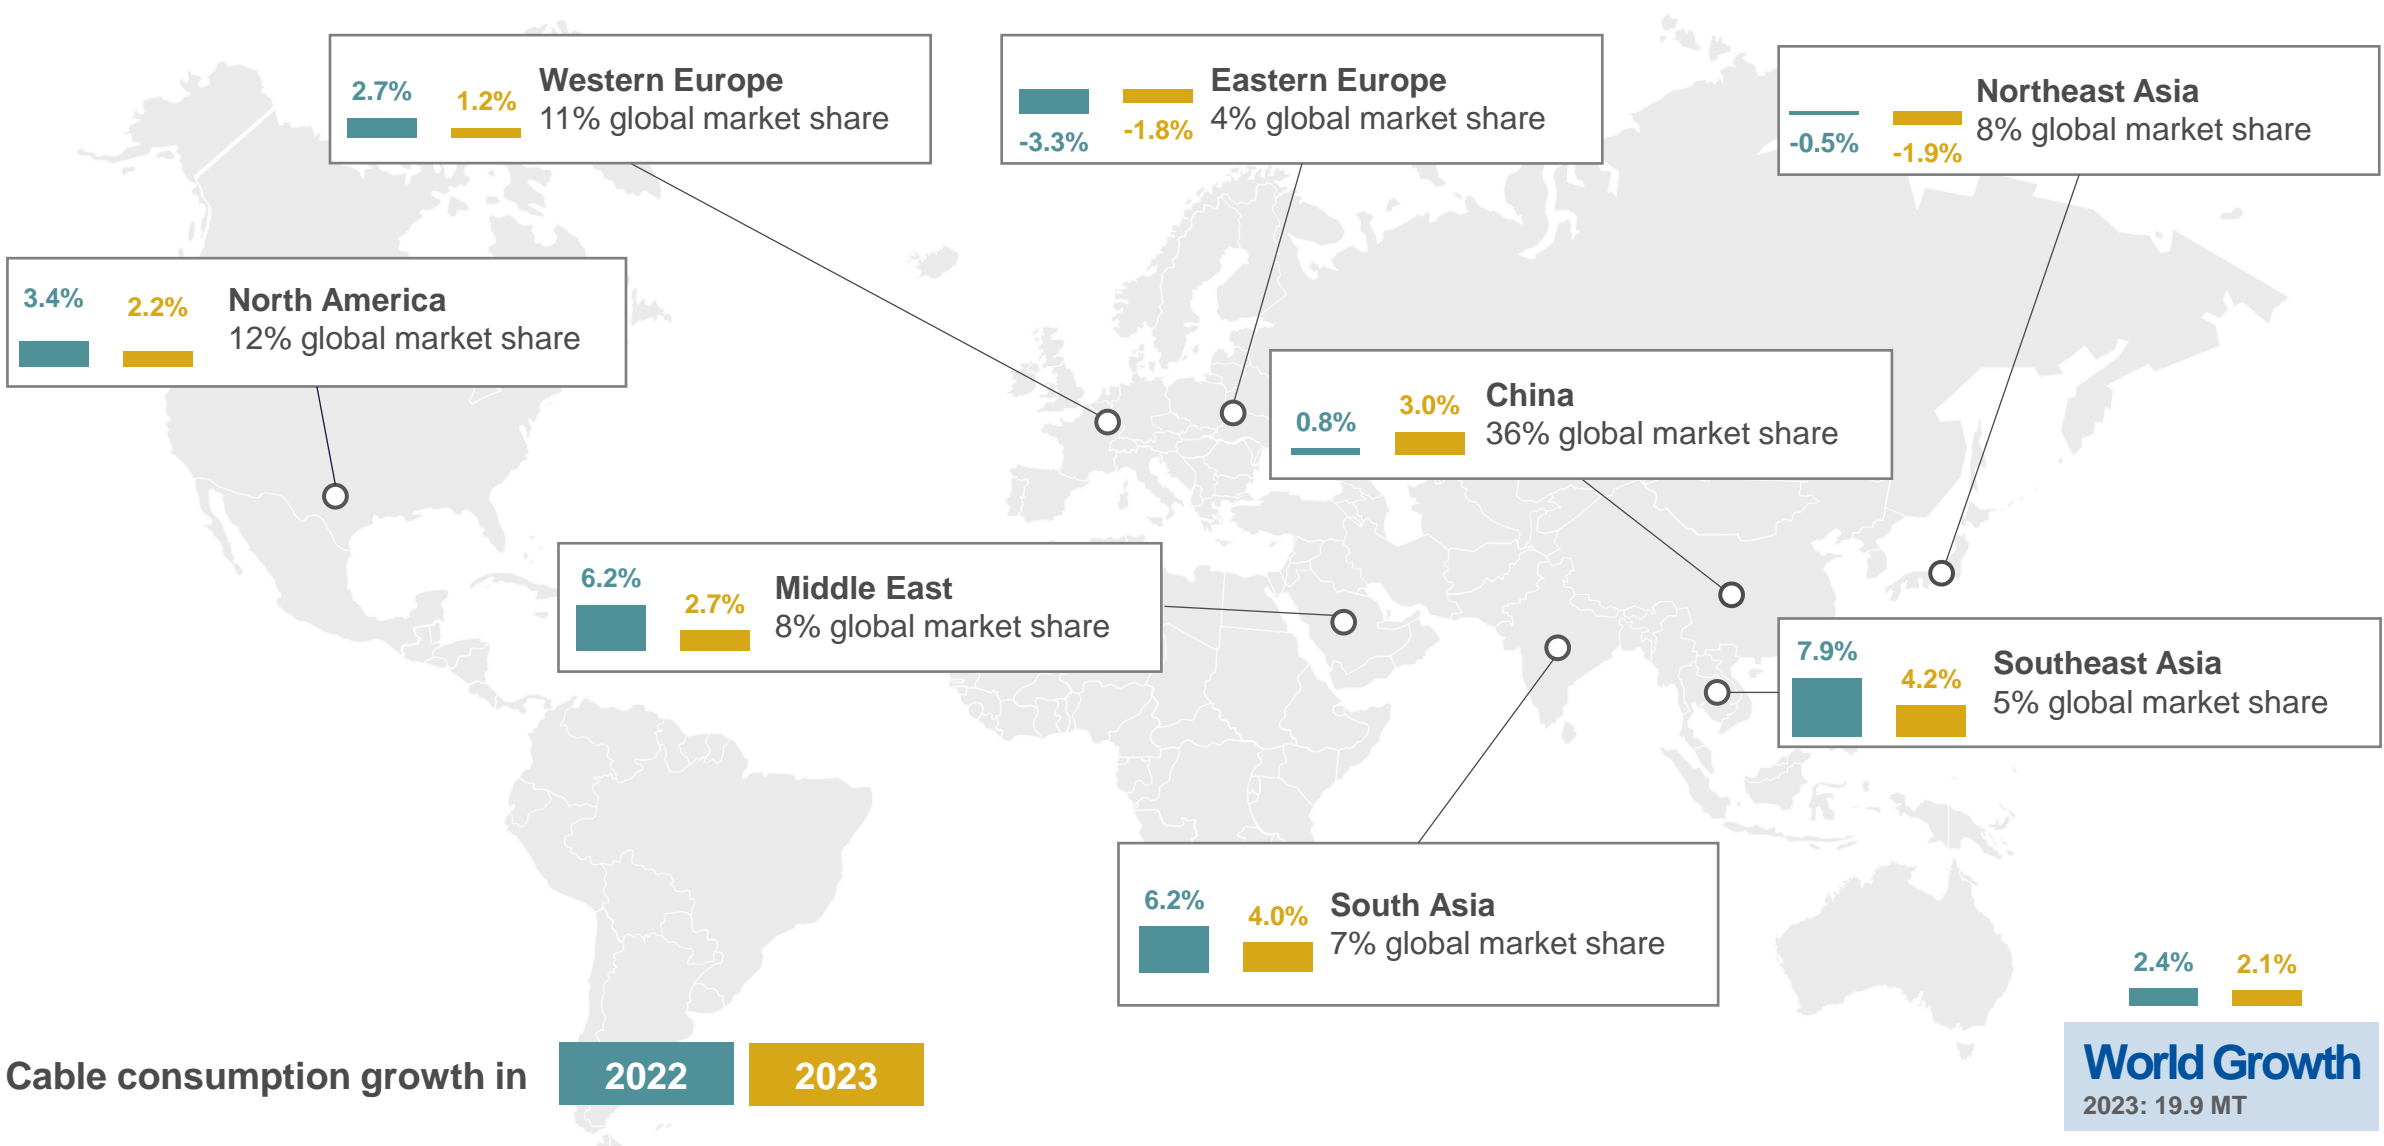 2.7%
1.2%
Western Europe
11% global market share
-3.3%
-1.8%
Eastern Europe
4% global market share
-0.5%
-1.9%
Northeast Asia
8% global market share
3.4%
2.2%
North America
12% global market share
0.8%
3.0%
China
36% global market share
6.2%
2.7%
Middle East
8% global market share
7.9%
4.2%
Southeast Asia
5% global market share
6.2%
4.0%
South Asia
7% global market share
2.4%
2.1%
World Growth
2023: 19.9 MT
Cable consumption growth in
2022
2023